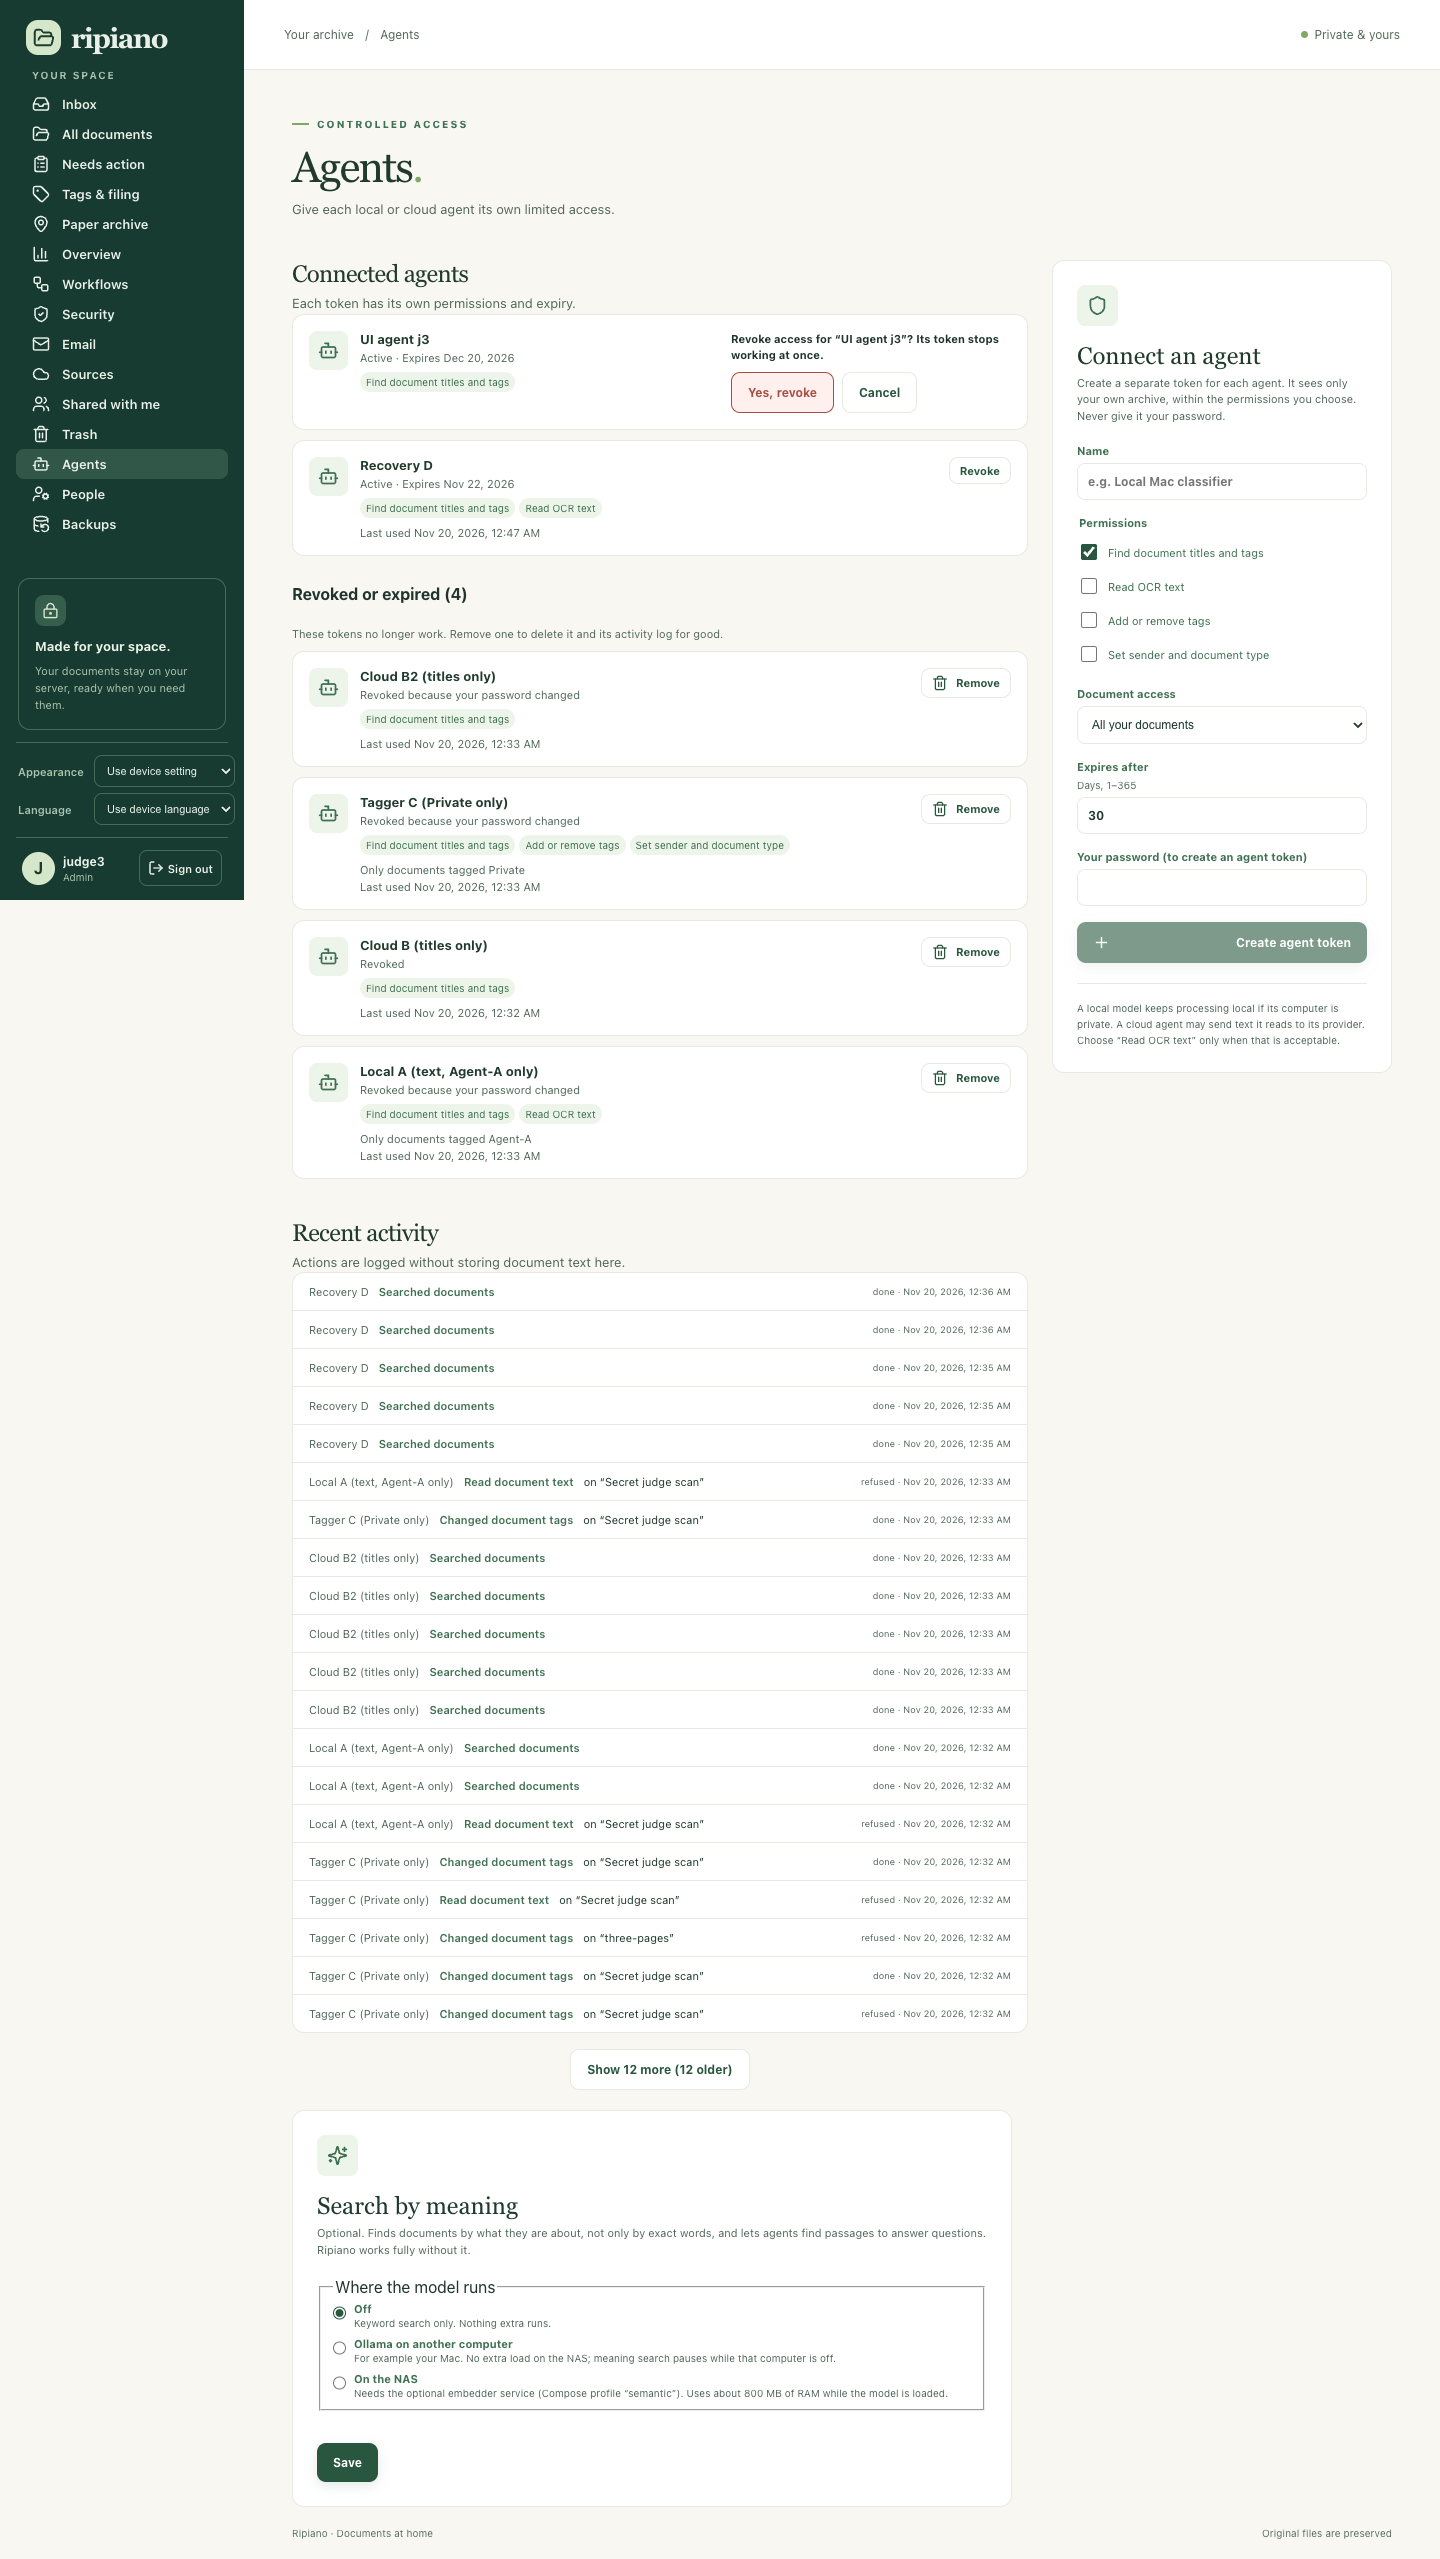 ripiano
YOUR SPACE
Inbox
All documents
Needs action
Tags & filing
Paper archive
Overview
Workflows
Security
Email
Sources
Shared with me
Trash
Agents
People
Backups
Made for your space.
Your documents stay on your
server, ready when you need
them.
Appearance
Use device setting
Language
Use device language
J
judge3
Admin
Sign out
Your archive / Agents
Private & yours
CONTROLLED ACCESS
Agents.
Give each local or cloud agent its own limited access.
Connected agents
Each token has its own permissions and expiry.
UI agent j3
Active · Expires Dec 20, 2026
Find document titles and tags
Revoke access for “UI agent j3”? Its token stops
working at once.
Yes, revoke
Cancel
Recovery D
Active · Expires Nov 22, 2026
Find document titles and tags
Read OCR text
Last used Nov 20, 2026, 12:47 AM
Revoke
Revoked or expired (4)
These tokens no longer work. Remove one to delete it and its activity log for good.
Cloud B2 (titles only)
Revoked because your password changed
Find document titles and tags
Last used Nov 20, 2026, 12:33 AM
Remove
Tagger C (Private only)
Revoked because your password changed
Find document titles and tags
Add or remove tags
Set sender and document type
Only documents tagged Private
Last used Nov 20, 2026, 12:33 AM
Remove
Cloud B (titles only)
Revoked
Find document titles and tags
Last used Nov 20, 2026, 12:32 AM
Remove
Local A (text, Agent-A only)
Revoked because your password changed
Find document titles and tags
Read OCR text
Only documents tagged Agent-A
Last used Nov 20, 2026, 12:33 AM
Remove
Connect an agent
Create a separate token for each agent. It sees only
your own archive, within the permissions you choose.
Never give it your password.
Name
e.g. Local Mac classifier
Permissions
Find document titles and tags
Read OCR text
Add or remove tags
Set sender and document type
Document access
All your documents
Expires after
Days, 1–365
30
Your password (to create an agent token)
Create agent token
A local model keeps processing local if its computer is
private. A cloud agent may send text it reads to its provider.
Choose “Read OCR text” only when that is acceptable.
Recent activity
Actions are logged without storing document text here.
Recovery D Searched documents done · Nov 20, 2026, 12:36 AM
Recovery D Searched documents done · Nov 20, 2026, 12:36 AM
Recovery D Searched documents done · Nov 20, 2026, 12:35 AM
Recovery D Searched documents done · Nov 20, 2026, 12:35 AM
Recovery D Searched documents done · Nov 20, 2026, 12:35 AM
Local A (text, Agent-A only) Read document text on “Secret judge scan” refused · Nov 20, 2026, 12:33 AM
Tagger C (Private only) Changed document tags on “Secret judge scan” done · Nov 20, 2026, 12:33 AM
Cloud B2 (titles only) Searched documents done · Nov 20, 2026, 12:33 AM
Cloud B2 (titles only) Searched documents done · Nov 20, 2026, 12:33 AM
Cloud B2 (titles only) Searched documents done · Nov 20, 2026, 12:33 AM
Cloud B2 (titles only) Searched documents done · Nov 20, 2026, 12:33 AM
Cloud B2 (titles only) Searched documents done · Nov 20, 2026, 12:33 AM
Local A (text, Agent-A only) Searched documents done · Nov 20, 2026, 12:32 AM
Local A (text, Agent-A only) Searched documents done · Nov 20, 2026, 12:32 AM
Local A (text, Agent-A only) Read document text on “Secret judge scan” refused · Nov 20, 2026, 12:32 AM
Tagger C (Private only) Changed document tags on “Secret judge scan” done · Nov 20, 2026, 12:32 AM
Tagger C (Private only) Read document text on “Secret judge scan” refused · Nov 20, 2026, 12:32 AM
Tagger C (Private only) Changed document tags on “three-pages” refused · Nov 20, 2026, 12:32 AM
Tagger C (Private only) Changed document tags on “Secret judge scan” done · Nov 20, 2026, 12:32 AM
Tagger C (Private only) Changed document tags on “Secret judge scan” refused · Nov 20, 2026, 12:32 AM
Show 12 more (12 older)
Search by meaning
Optional. Finds documents by what they are about, not only by exact words, and lets agents find passages to answer questions.
Ripiano works fully without it.
Where the model runs
Off
Keyword search only. Nothing extra runs.
Ollama on another computer
For example your Mac. No extra load on the NAS; meaning search pauses while that computer is off.
On the NAS
Needs the optional embedder service (Compose profile “semantic”). Uses about 800 MB of RAM while the model is loaded.
Save
Ripiano · Documents at home
Original files are preserved